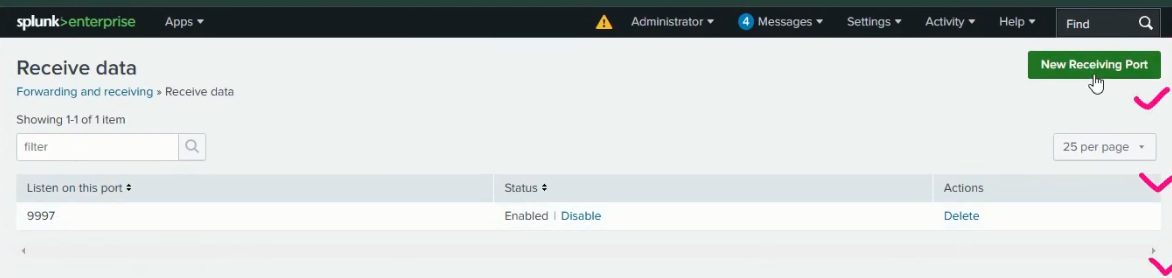 splunk>enterprise Apps Administrator 4 Messages Settings Activity Help Find
Receive data
New Receiving Port
Forwarding and receiving » Receive data
Showing 1-1 of 1 item
filter
25 per page
Listen on this port Status Actions
9997 Enabled | Disable Delete